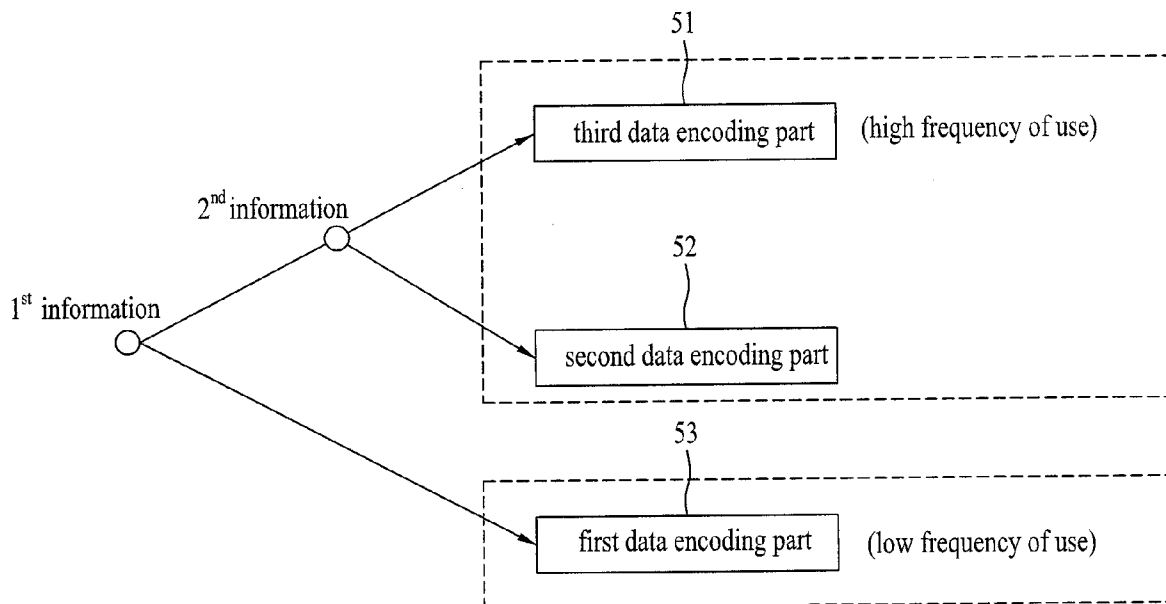 51
third data encoding part (high frequency of use)
2nd information
52
1st information
second data encoding part
53
first data encoding part (low frequency of use)